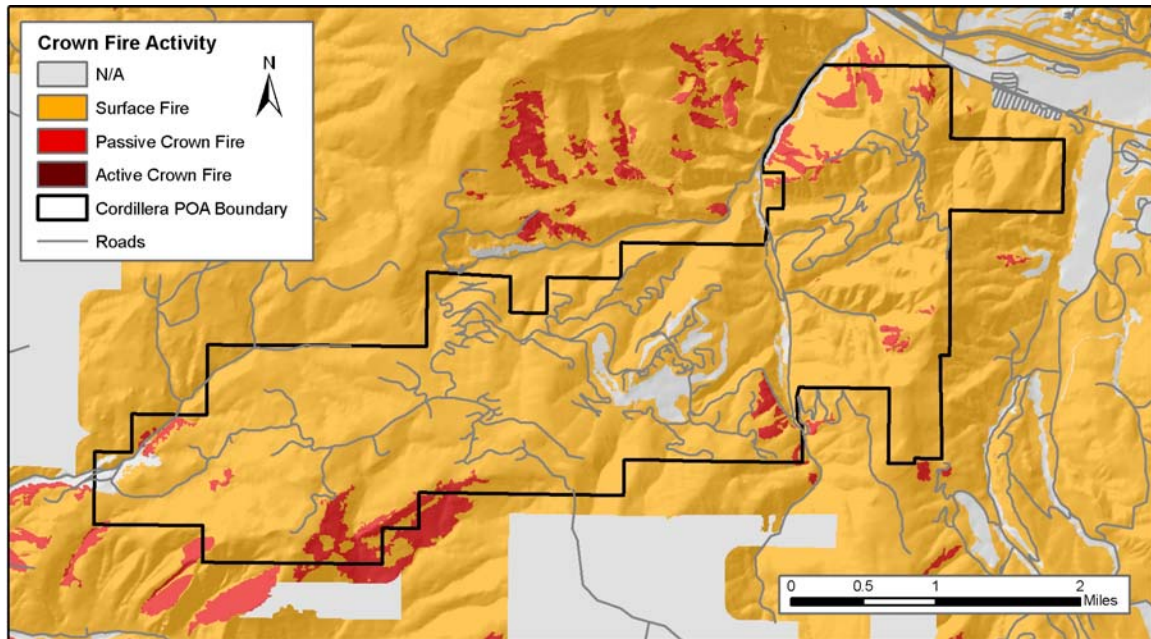 Crown Fire Activity
N/A
Surface Fire
Passive Crown Fire
Active Crown Fire
Cordillera POA Boundary
Roads
N
0 0.5 1 2
Miles